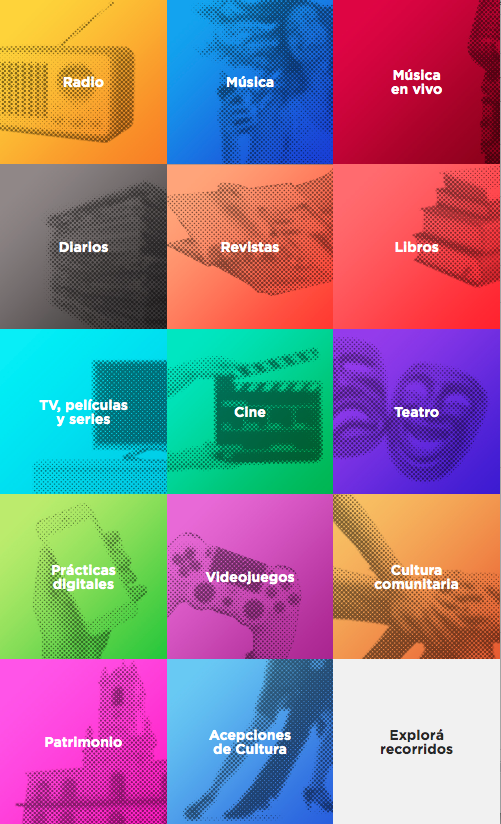 Radio
Música
Música
en vivo
Diarios
Revistas
Libros
TV, películas
y series
Cine
Teatro
Prácticas
digitales
Videojuegos
Cultura
comunitaria
Patrimonio
Acepciones
de Cultura
Explorá
recorridos